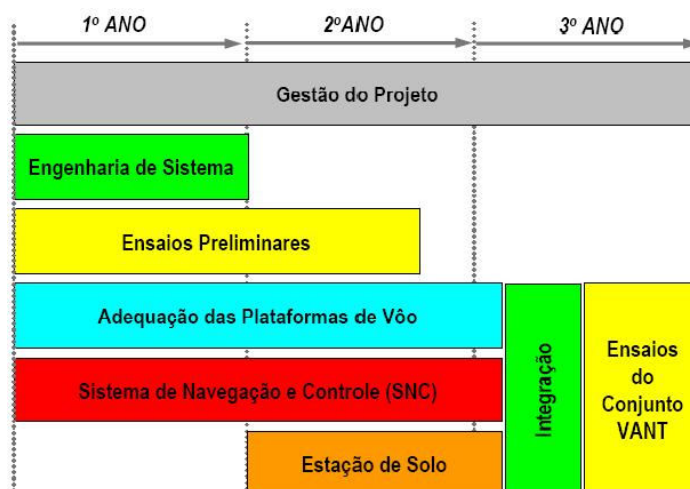 1º ANO
2ºANO
3º ANO
Gestão do Projeto
Engenharia de Sistema
Ensaios Preliminares
Adequação das Plataformas de Vôo
Sistema de Navegação e Controle (SNC)
Estação de Solo
Integração
Ensaios
do
Conjunto
VANT